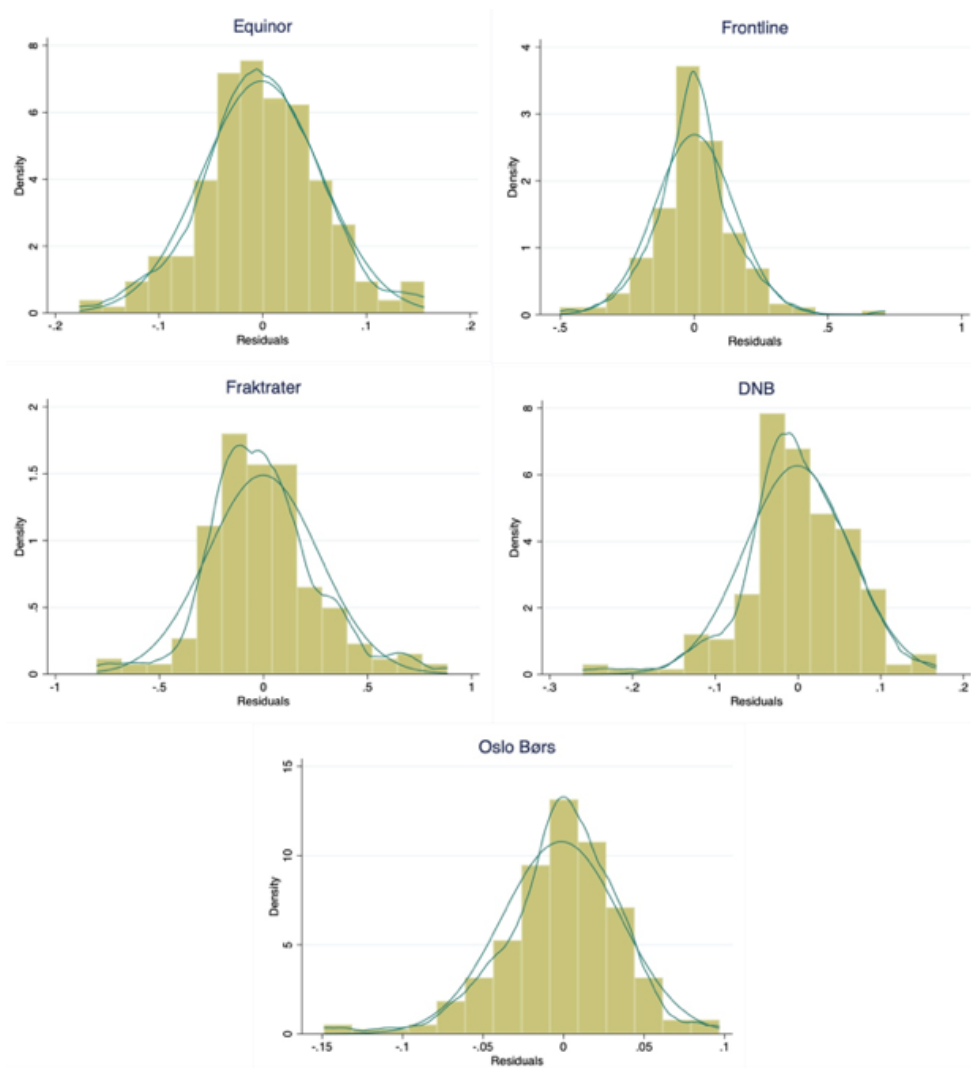 Equinor
Density
0 2 4 6 8
-.2 -.1 0 .1 .2
Residuals
Frontline
Density
0 1 2 3 4
-.5 0 .5 1
Residuals
Fraktrater
Density
0 .5 1 1.5 2
-1 -.5 0 .5 1
Residuals
DNB
Density
0 2 4 6 8
-.3 -.2 -.1 0 .1 .2
Residuals
Oslo Børs
Density
0 5 10 15
-.15 -.1 -.05 0 .05 .1
Residuals